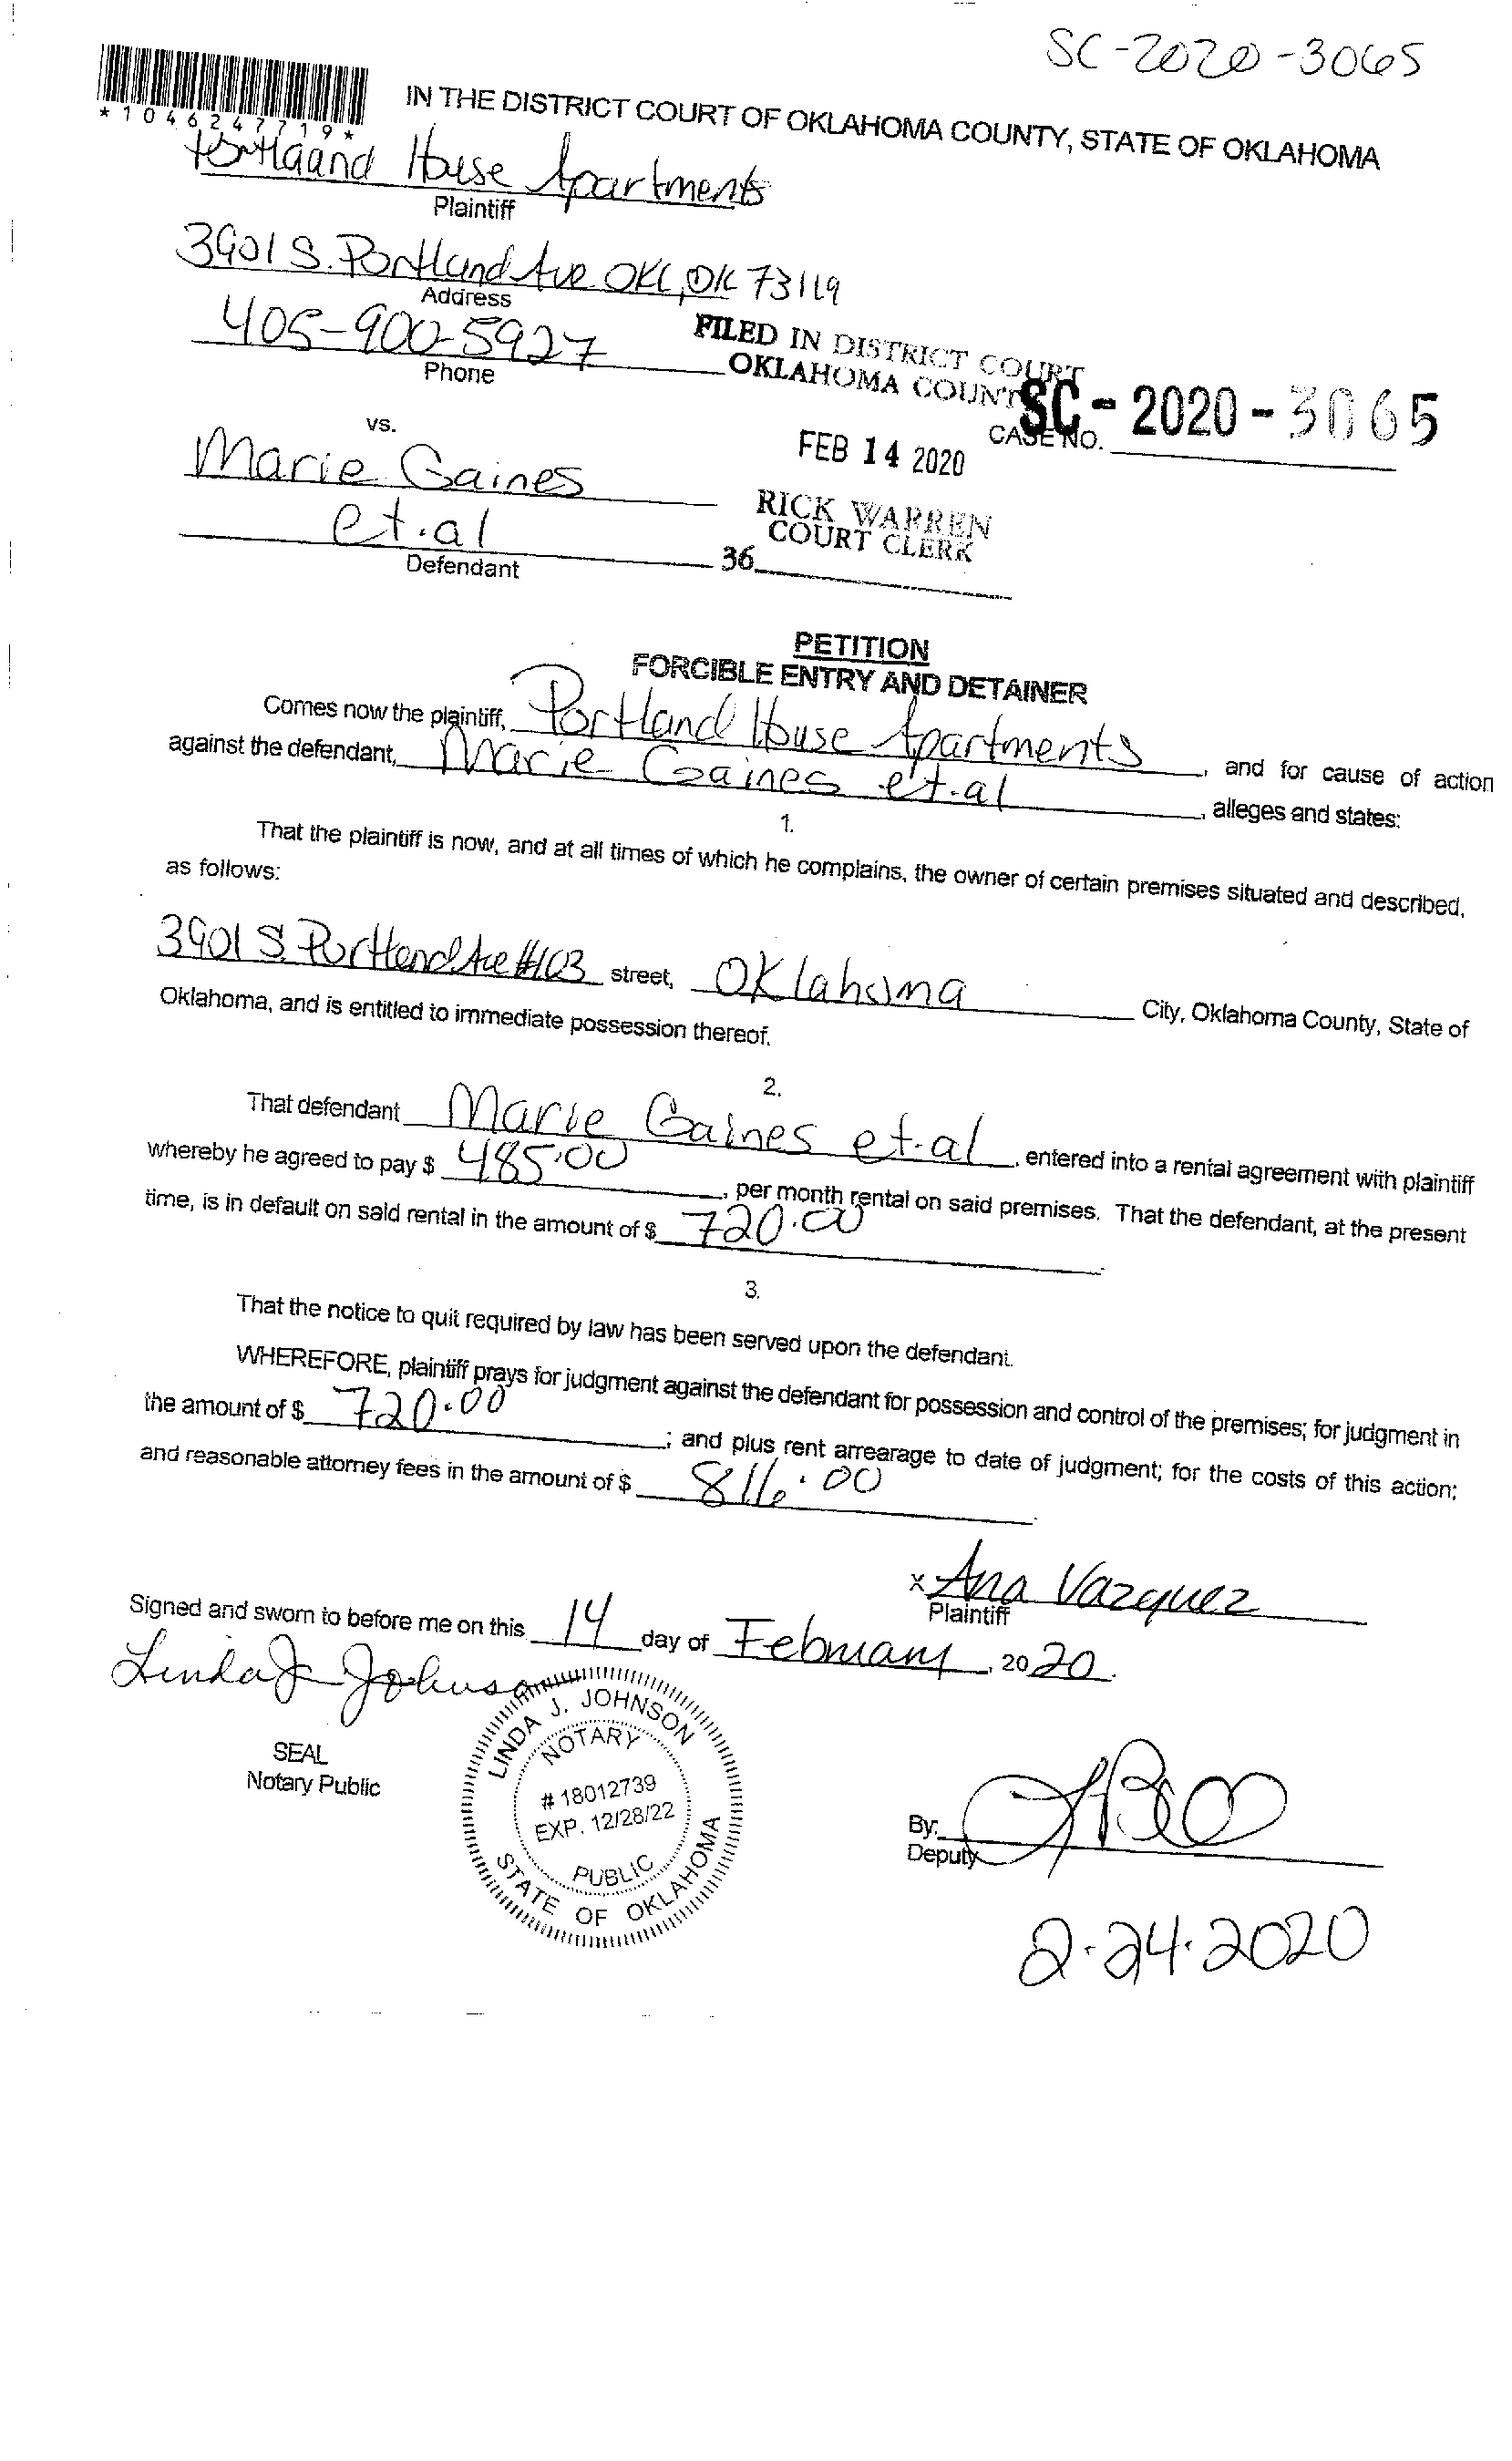 SC-2020-3065
*1046247719*
IN THE DISTRICT COURT OF OKLAHOMA COUNTY, STATE OF OKLAHOMA
Portlaand House Apartments
Plaintiff
3901 S. Portland Ave OKC, OK 73119
Address
405-900-5927
Phone
FILED IN DISTRICT COURT
OKLAHOMA COUNTY
CASE NO. SC-2020-3065
vs.
FEB 14 2020
Marie Gaines
et.al
Defendant
RICK WARREN
COURT CLERK
36
PETITION
FORCIBLE ENTRY AND DETAINER
Comes now the plaintiff, Portland House Apartments, and for cause of action
against the defendant, Marie Gaines et.al, alleges and states:
1.
That the plaintiff is now, and at all times of which he complains, the owner of certain premises situated and described,
as follows:
3901 S. Portland Ave #103 street, Oklahoma City, Oklahoma County, State of
Oklahoma, and is entitled to immediate possession thereof.
2.
That defendant Marie Gaines et.al, entered into a rental agreement with plaintiff
whereby he agreed to pay $ 485.00, per month rental on said premises. That the defendant, at the present
time, is in default on said rental in the amount of $ 720.00.
3.
That the notice to quit required by law has been served upon the defendant.
WHEREFORE, plaintiff prays for judgment against the defendant for possession and control of the premises; for judgment in
the amount of $ 720.00; and plus rent arrearage to date of judgment; for the costs of this action;
and reasonable attorney fees in the amount of $ 816.00.
x Ana Vazquez
Plaintiff
Signed and sworn to before me on this 14 day of February, 2020.
Linda J Johnson
SEAL
Notary Public
LINDA J. JOHNSON
NOTARY
# 18012739
EXP. 12/28/22
PUBLIC
STATE OF OKLAHOMA
By:
Deputy
2.24.2020